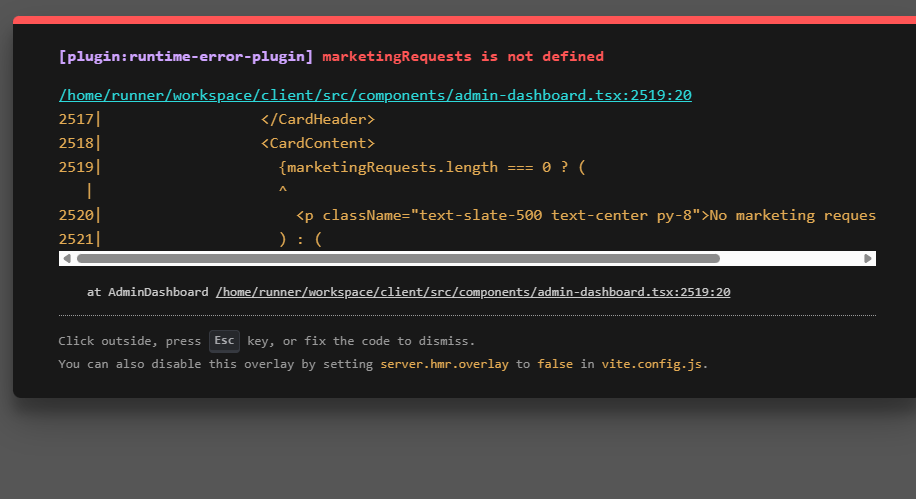 [plugin:runtime-error-plugin] marketingRequests is not defined
/home/runner/workspace/client/src/components/admin-dashboard.tsx:2519:20
2517|                  </CardHeader>
2518|                  <CardContent>
2519|                    {marketingRequests.length === 0 ? (
    |                    ^
2520|                      <p className="text-slate-500 text-center py-8">No marketing reques
2521|                    ) : (
at AdminDashboard /home/runner/workspace/client/src/components/admin-dashboard.tsx:2519:20
Click outside, press Esc key, or fix the code to dismiss.
You can also disable this overlay by setting server.hmr.overlay to false in vite.config.js.